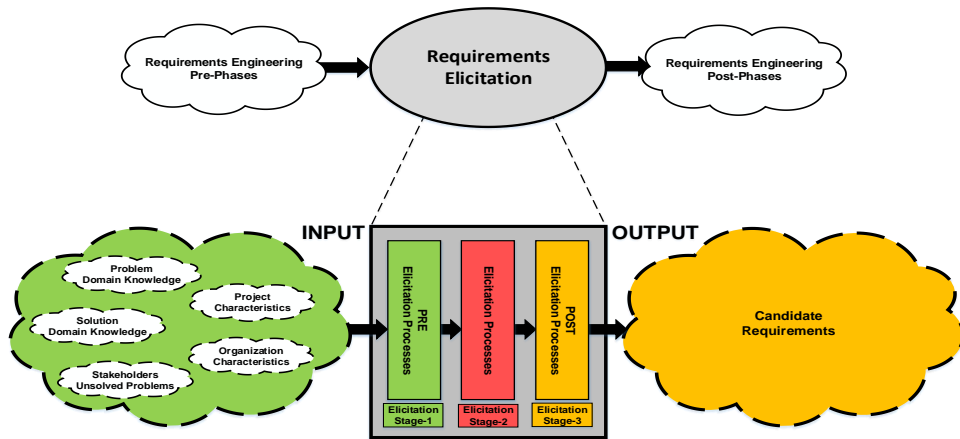 Requirements Engineering
Pre-Phases
Requirements
Elicitation
Requirements Engineering
Post-Phases
INPUT
OUTPUT
Problem
Domain Knowledge
Project
Characteristics
Solution
Domain Knowledge
Organization
Characteristics
Stakeholders
Unsolved Problems
PRE
Elicitation Processes
Elicitation Processes
POST
Elicitation Processes
Elicitation
Stage-1
Elicitation
Stage-2
Elicitation
Stage-3
Candidate
Requirements